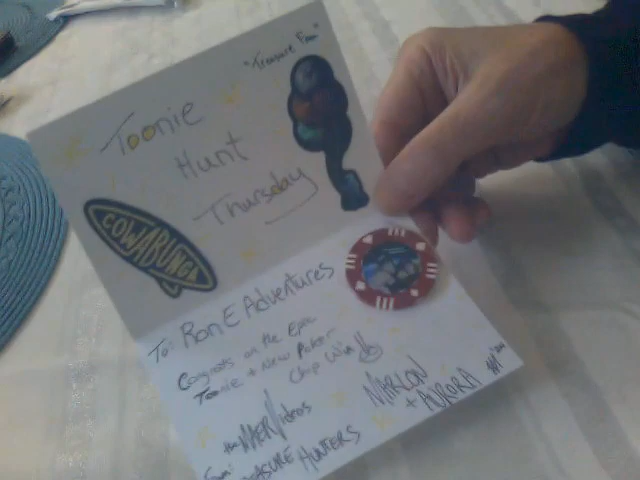 "Treasure
Toonie
Hunt
Thursday
COWABUNGA
To: Ron E Adventures
Congrats on the Epic
Toonie + New Poker
Chip Win
the MAER Videos
From: TREASURE HUNTERS
MARLON
+ AURORA